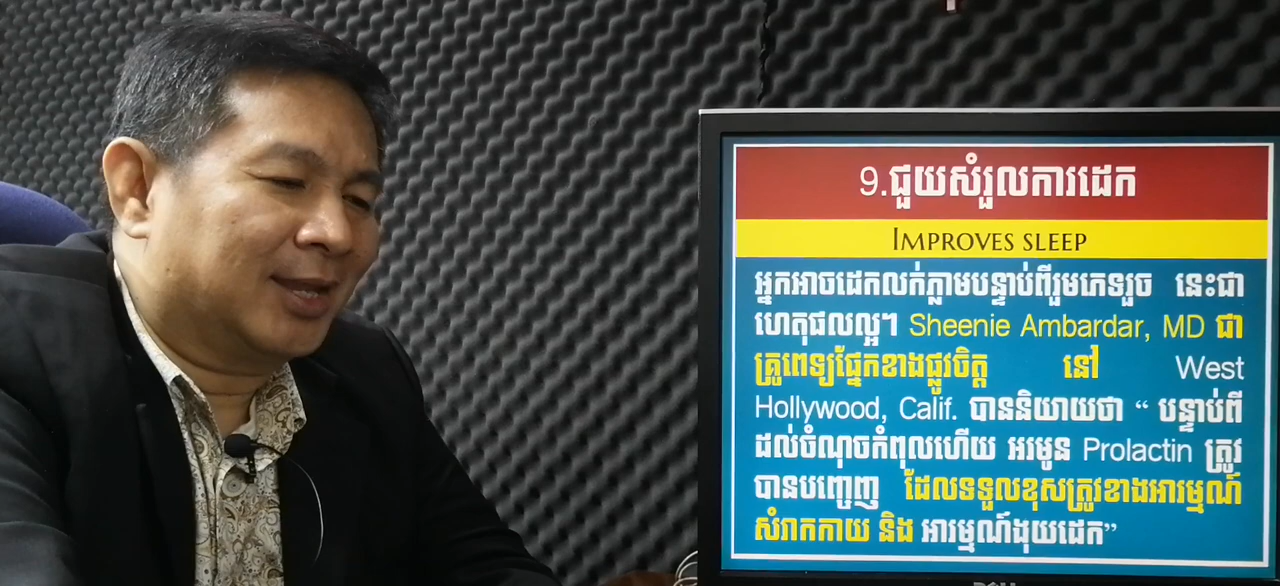 9.ជួយសំរួលការដេក
IMPROVES SLEEP
អ្នកអាចដេកលក់ភ្លាមបន្ទាប់ពីរួមភេទរួច នេះជា
ហេតុផលល្អ។ Sheenie Ambardar, MD ជា
គ្រូពេទ្យផ្នែកខាងផ្លូវចិត្ត នៅ West
Hollywood, Calif. បាននិយាយថា “ បន្ទាប់ពី
ដល់ចំណុចកំពុលហើយ អរមូន Prolactin ត្រូវ
បានបញ្ចេញ ដែលទទួលខុសត្រូវខាងអារម្មណ៍
សំរាកកាយ និង អារម្មណ៍ងុយដេក”